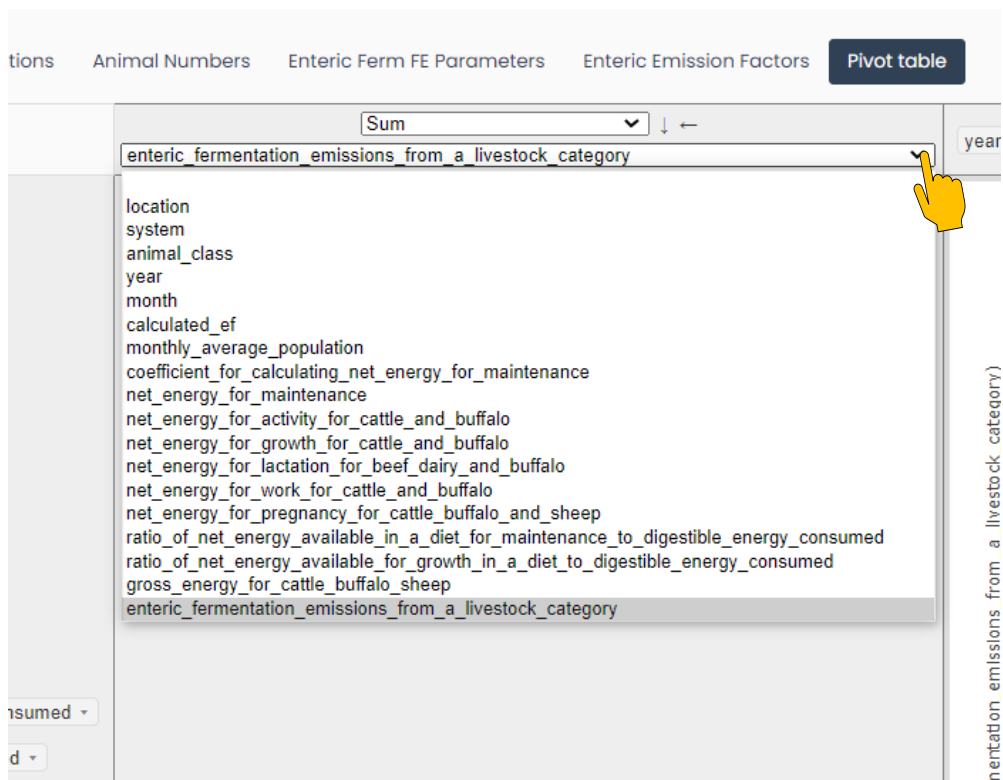 tions Animal Numbers Enteric Ferm FE Parameters Enteric Emission Factors Pivot table
Sum ↓ ←
enteric_fermentation_emissions_from_a_livestock_category
year
location
system
animal_class
year
month
calculated_ef
monthly_average_population
coefficient_for_calculating_net_energy_for_maintenance
net_energy_for_maintenance
net_energy_for_activity_for_cattle_and_buffalo
net_energy_for_growth_for_cattle_and_buffalo
net_energy_for_lactation_for_beef_dairy_and_buffalo
net_energy_for_work_for_cattle_and_buffalo
net_energy_for_pregnancy_for_cattle_buffalo_and_sheep
ratio_of_net_energy_available_in_a_diet_for_maintenance_to_digestible_energy_consumed
ratio_of_net_energy_available_for_growth_in_a_diet_to_digestible_energy_consumed
gross_energy_for_cattle_buffalo_sheep
enteric_fermentation_emissions_from_a_livestock_category
nsumed
d
mentation emissions from a livestock category)